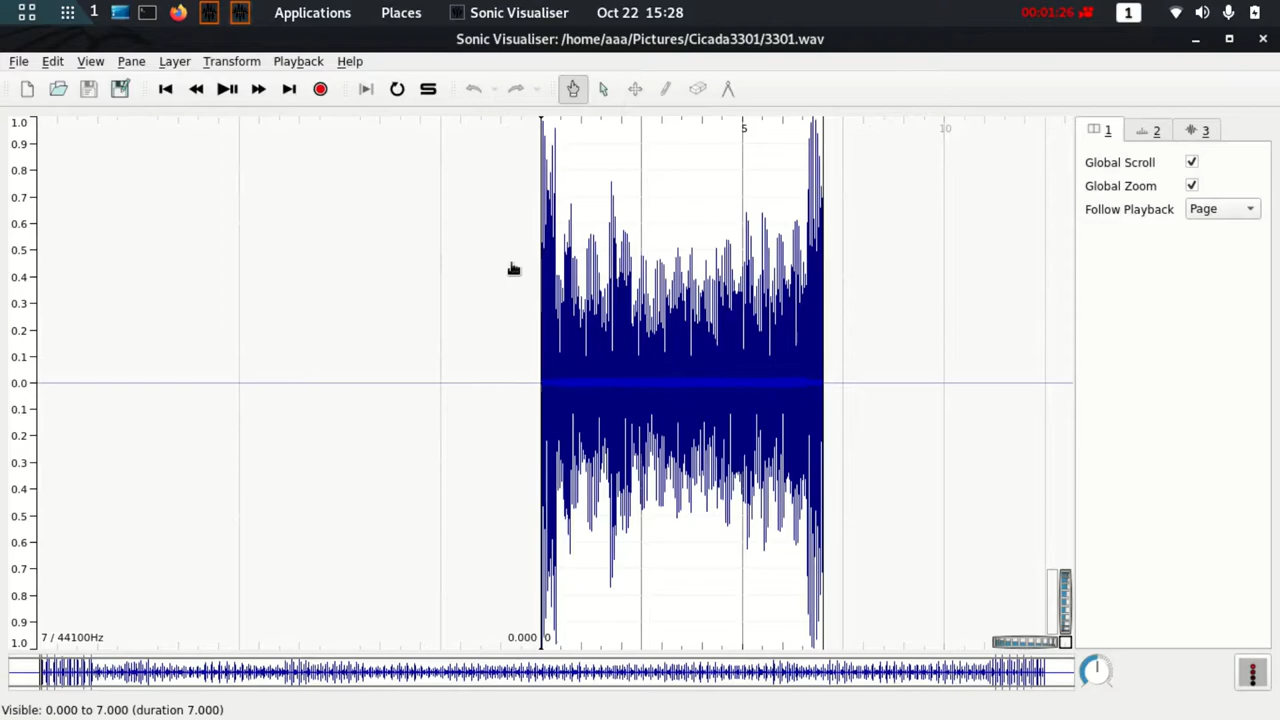 1 Applications Places Sonic Visualiser Oct 22 15:28 00:01:26 1
Sonic Visualiser: /home/aaa/Pictures/Cicada3301/3301.wav
File Edit View Pane Layer Transform Playback Help
1.0 5 10
0.9
0.8
0.7
0.6
0.5
0.4
0.3
0.2
0.1
0.0
0.1
0.2
0.3
0.4
0.5
0.6
0.7
0.8
0.9
1.0
7 / 44100Hz 0.000 0
1 2 3
Global Scroll
Global Zoom
Follow Playback Page
Visible: 0.000 to 7.000 (duration 7.000)